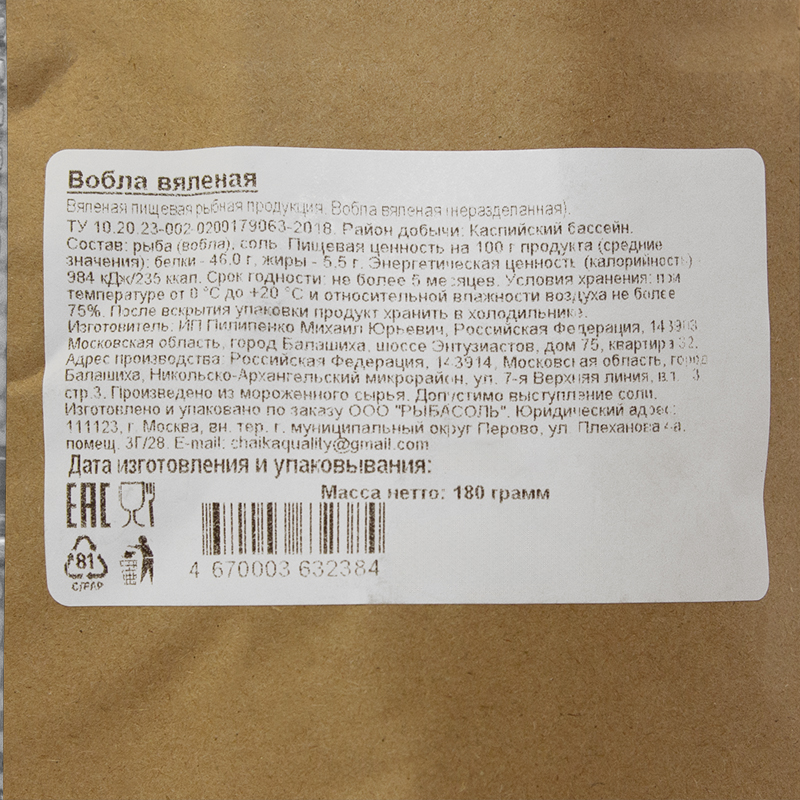 Вобла вяленая
Вяленая пищевая рыбная продукция. Вобла вяленая (неразделанная).
ТУ 10.20.23-002-0200179063-2018. Район добычи: Каспийский бассейн.
Состав: рыба (вобла), соль. Пищевая ценность на 100 г продукта (средние
значения): белки - 46,0 г, жиры - 5,5 г. Энергетическая ценность (калорийность) -
984 кДж/235 ккал. Срок годности: не более 5 месяцев. Условия хранения: при
температуре от 0 °С до +20 °С и относительной влажности воздуха не более
75%. После вскрытия упаковки продукт хранить в холодильнике.
Изготовитель: ИП Пилипенко Михаил Юрьевич, Российская Федерация,
Московская область, город Балашиха, шоссе Энтузиастов, дом 75, квартира
Адрес производства: Российская Федерация, 143914, Московская область, город
Балашиха, Никольско-Архангельский микрорайон, ул. 7-я Верхняя линия,
стр.3. Произведено из мороженного сырья. Допустимо выступление соли.
Изготовлено и упаковано по заказу ООО "РЫБАСОЛЬ". Юридический адрес:
111123, г. Москва, вн. тер. г. муниципальный округ Перово, ул. Плеханова
помещ. 3Г/28. E-mail: chaikaquality@gmail.com
Дата изготовления и упаковывания:
Масса нетто: 180 грамм
EAC
81
C/PAP
4 670003 632384